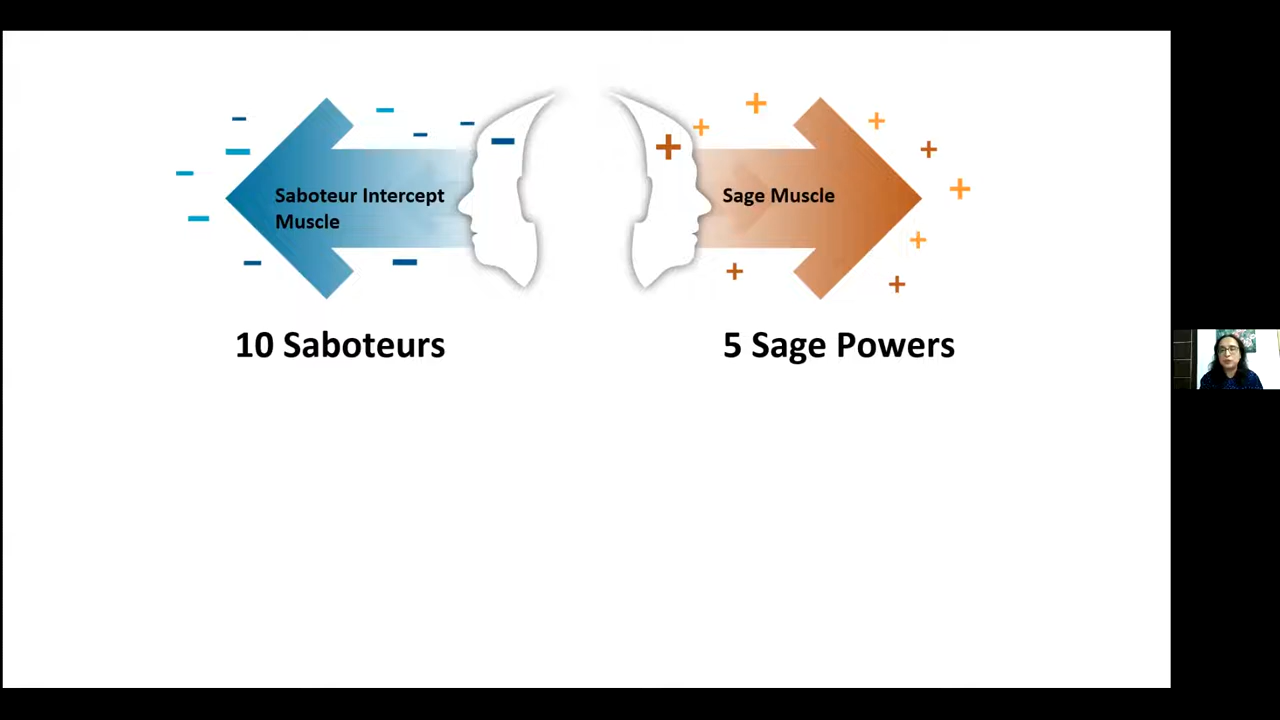 Saboteur Intercept
Muscle
Sage Muscle
10 Saboteurs
5 Sage Powers